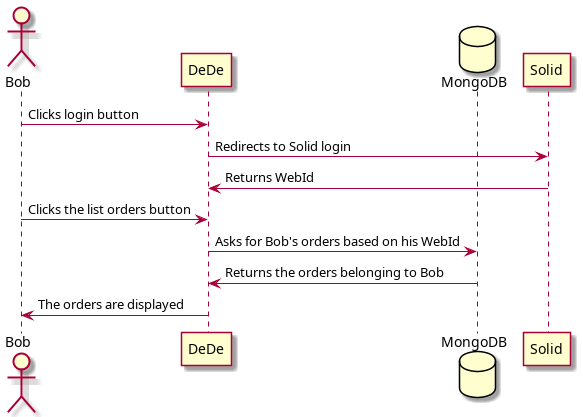 Bob
DeDe
MongoDB
Solid
Clicks login button
Redirects to Solid login
Returns WebId
Clicks the list orders button
Asks for Bob's orders based on his WebId
Returns the orders belonging to Bob
The orders are displayed
Bob
DeDe
MongoDB
Solid